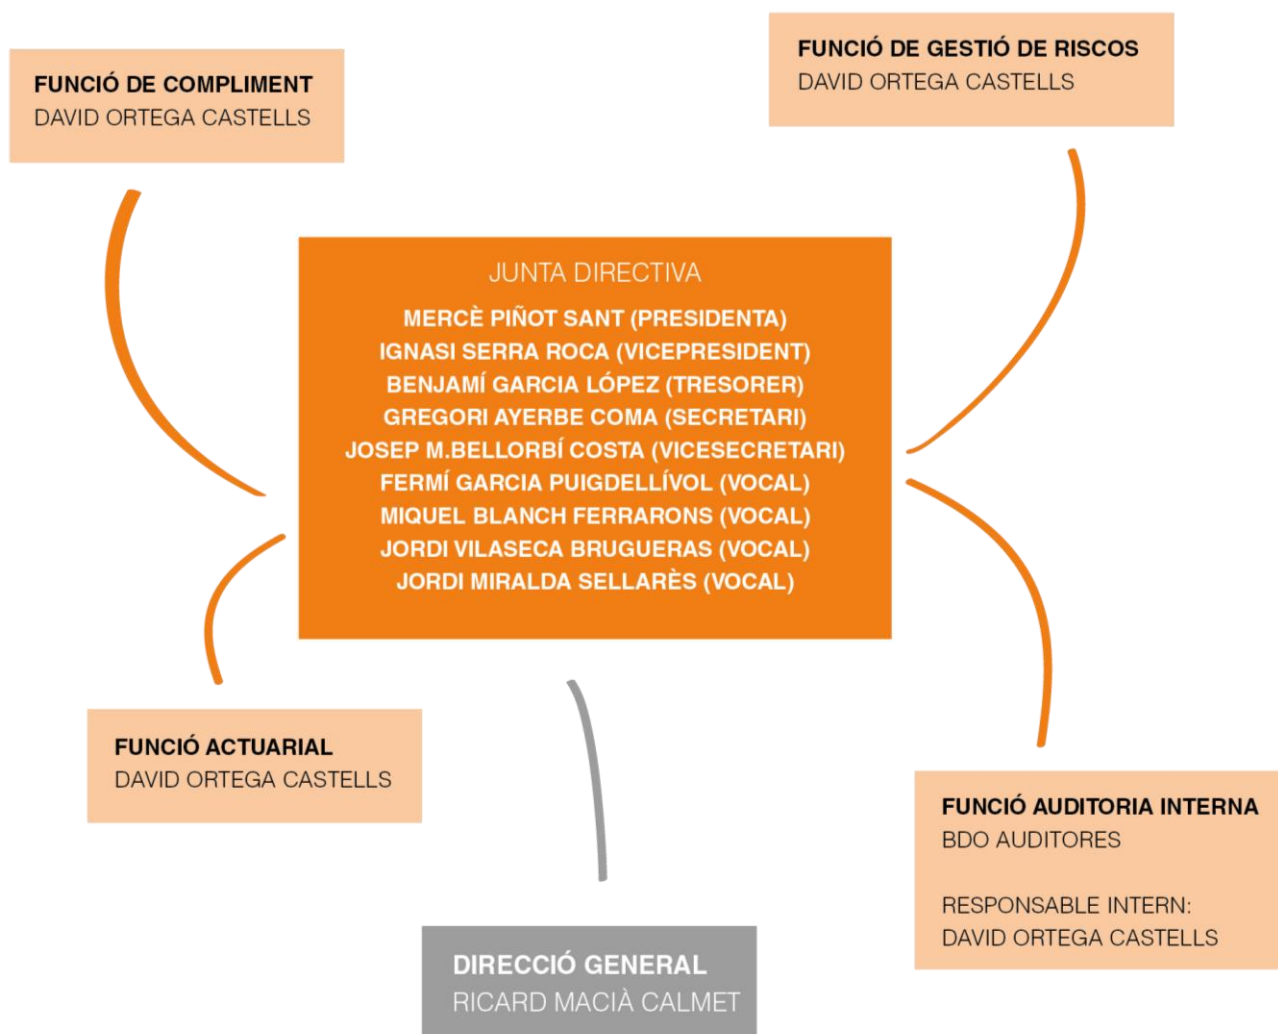 FUNCIÓ DE COMPLIMENT
DAVID ORTEGA CASTELLS
FUNCIÓ DE GESTIÓ DE RISCOS
DAVID ORTEGA CASTELLS
JUNTA DIRECTIVA
MERCÈ PIÑOT SANT (PRESIDENTA)
IGNASI SERRA ROCA (VICEPRESIDENT)
BENJAMÍ GARCIA LÓPEZ (TRESORER)
GREGORI AYERBE COMA (SECRETARI)
JOSEP M.BELLORBÍ COSTA (VICESECRETARI)
FERMÍ GARCIA PUIGDELLÍVOL (VOCAL)
MIQUEL BLANCH FERRARONS (VOCAL)
JORDI VILASECA BRUGUERAS (VOCAL)
JORDI MIRALDA SELLARÈS (VOCAL)
FUNCIÓ ACTUARIAL
DAVID ORTEGA CASTELLS
FUNCIÓ AUDITORIA INTERNA
BDO AUDITORES
RESPONSABLE INTERN:
DAVID ORTEGA CASTELLS
DIRECCIÓ GENERAL
RICARD MACIÀ CALMET